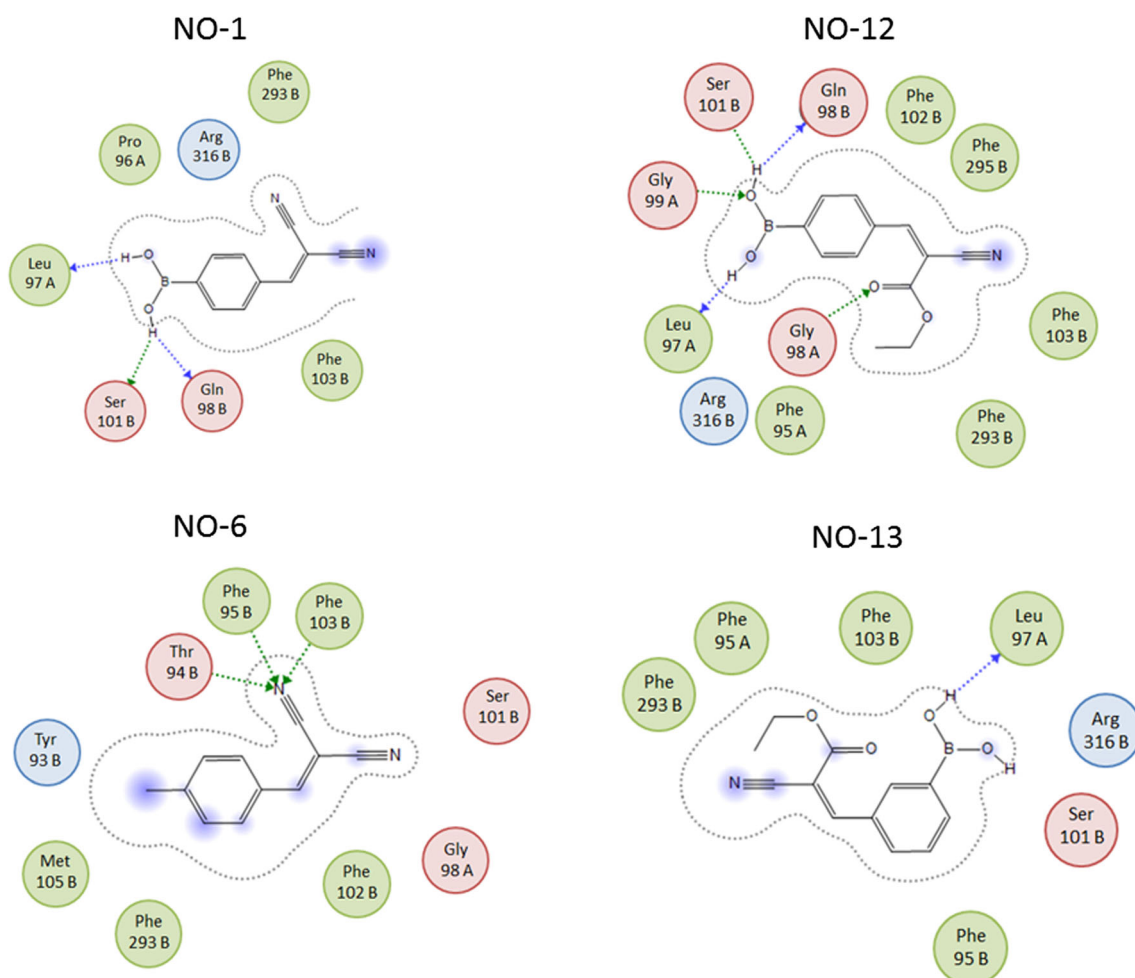 NO-1
Phe
293 B
Pro
96 A
Arg
316 B
N
N
Leu
97 A
H
O
B
O
H
Phe
103 B
Ser
101 B
Gln
98 B
NO-12
Ser
101 B
Gln
98 B
Phe
102 B
Phe
295 B
Gly
99 A
H
O
B
O
H
N
O
O
Leu
97 A
Gly
98 A
Phe
103 B
Arg
316 B
Phe
95 A
Phe
293 B
NO-6
Phe
95 B
Phe
103 B
Thr
94 B
N
N
Ser
101 B
Tyr
93 B
Met
105 B
Phe
293 B
Phe
102 B
Gly
98 A
NO-13
Phe
95 A
Phe
103 B
Leu
97 A
Phe
293 B
H
O
O
B
O
H
O
N
Arg
316 B
Ser
101 B
Phe
95 B